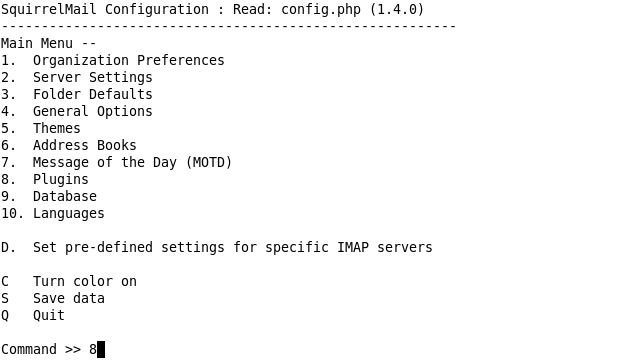 SquirrelMail Configuration : Read: config.php (1.4.0)
---------------------------------------------------------
Main Menu --
1.  Organization Preferences
2.  Server Settings
3.  Folder Defaults
4.  General Options
5.  Themes
6.  Address Books
7.  Message of the Day (MOTD)
8.  Plugins
9.  Database
10. Languages

D.  Set pre-defined settings for specific IMAP servers

C   Turn color on
S   Save data
Q   Quit

Command >> 8